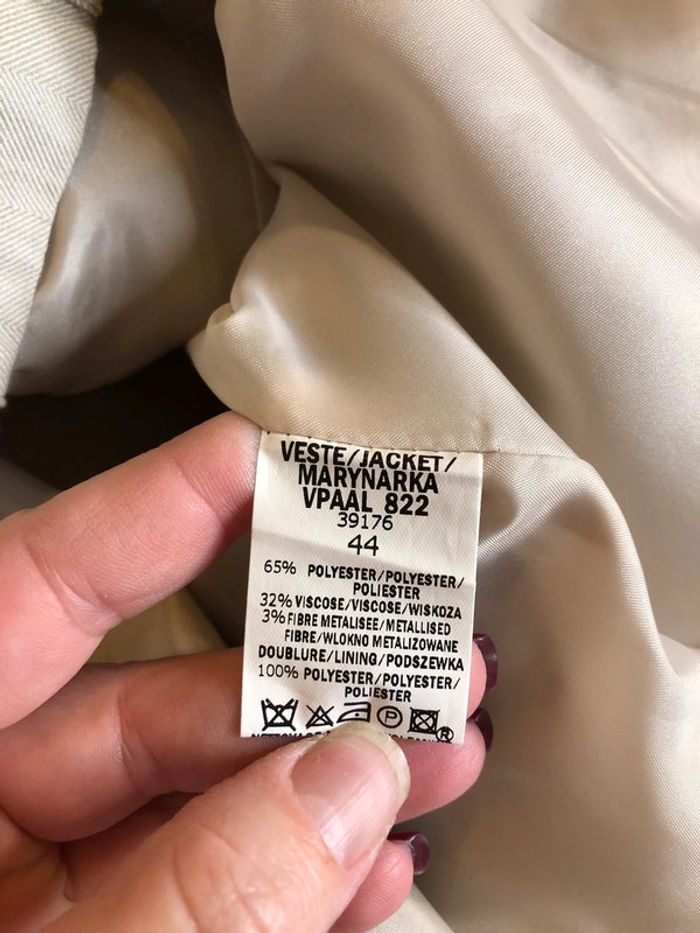 VESTE/JACKET/
MARYNARKA
VPAAL 822
39176
44
65% POLYESTER/POLYESTER/
POLIESTER
32% VISCOSE/VISCOSE/WISKOZA
3% FIBRE METALISEE/METALLISED
FIBRE/WLOKNO METALIZOWANE
DOUBLURE/LINING/PODSZEWKA
100% POLYESTER/POLYESTER/
POLIESTER
P
®